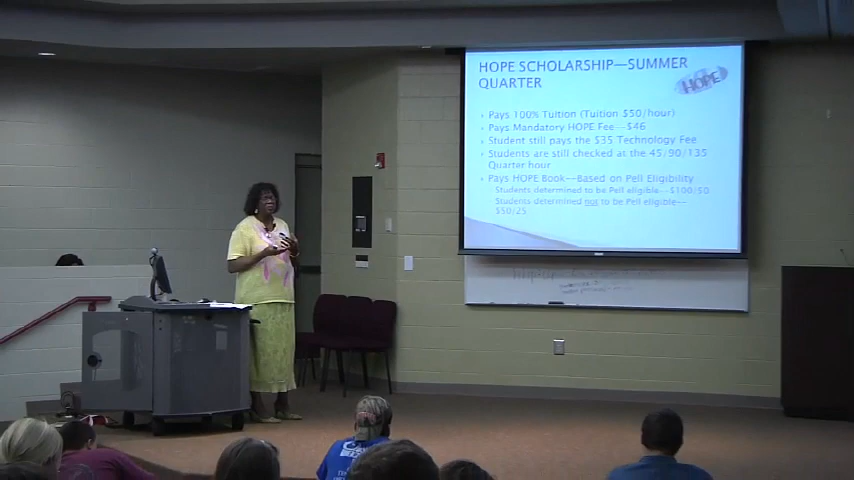 HOPE SCHOLARSHIP—SUMMER
QUARTER
HOPE
Pays 100% Tuition (Tuition $50/hour)
Pays Mandatory HOPE Fee--$46
Student still pays the $35 Technology Fee
Students are still checked at the 45/90/135
Quarter hour
Pays HOPE Book--Based on Pell Eligibility
Students determined to be Pell eligible--$100/50
Students determined not to be Pell eligible--
$50/25